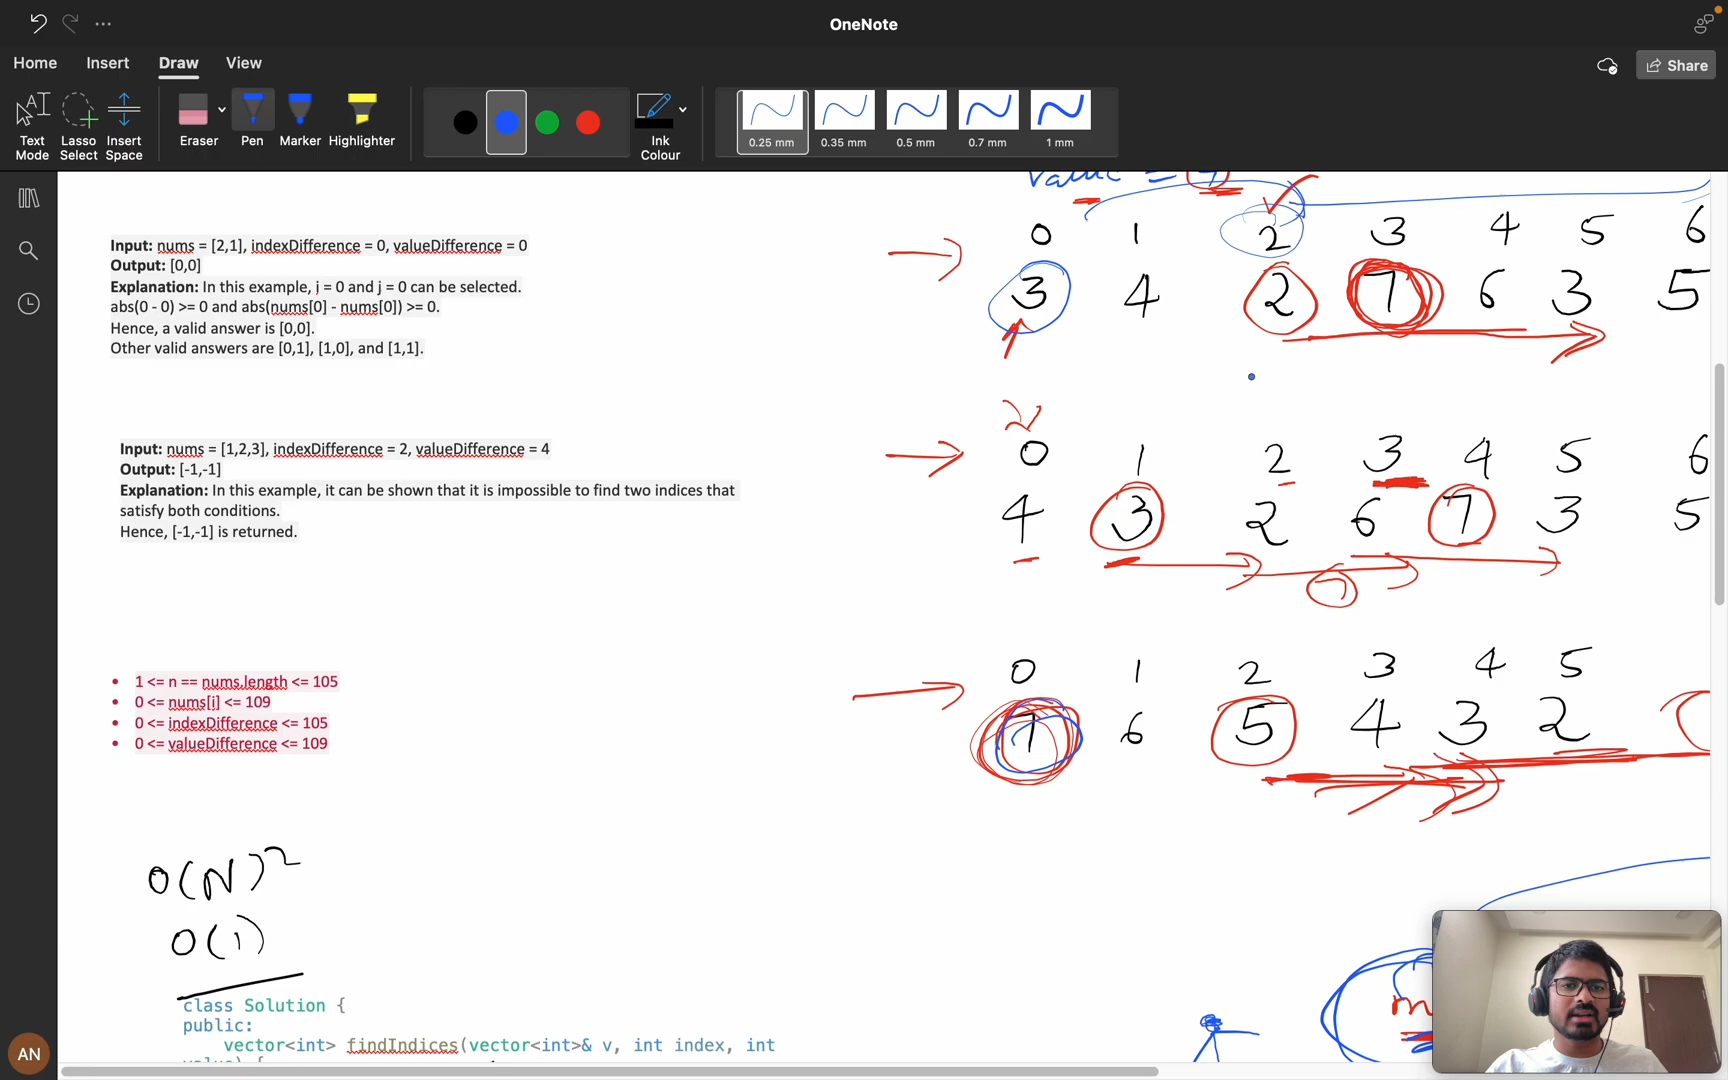 OneNote
Home Insert Draw View
Share
Text Mode
Lasso Select
Insert Space
Eraser
Pen
Marker
Highlighter
Ink Colour
0.25 mm
0.35 mm
0.5 mm
0.7 mm
1 mm
Input: nums = [2,1], indexDifference = 0, valueDifference = 0
Output: [0,0]
Explanation: In this example, i = 0 and j = 0 can be selected.
abs(0 - 0) >= 0 and abs(nums[0] - nums[0]) >= 0.
Hence, a valid answer is [0,0].
Other valid answers are [0,1], [1,0], and [1,1].
Input: nums = [1,2,3], indexDifference = 2, valueDifference = 4
Output: [-1,-1]
Explanation: In this example, it can be shown that it is impossible to find two indices that
satisfy both conditions.
Hence, [-1,-1] is returned.
• 1 <= n == nums.length <= 105
• 0 <= nums[i] <= 109
• 0 <= indexDifference <= 105
• 0 <= valueDifference <= 109
O(N)2
O(1)
class Solution {
public:
vector<int> findIndices(vector<int>& v, int index, int
value) {
value =
0 1 2 3 4 5 6
3 4 2 7 6 3 5
0 1 2 3 4 5 6
4 3 2 6 7 3 5
7
0 1 2 3 4 5
7 6 5 4 3 2
AN